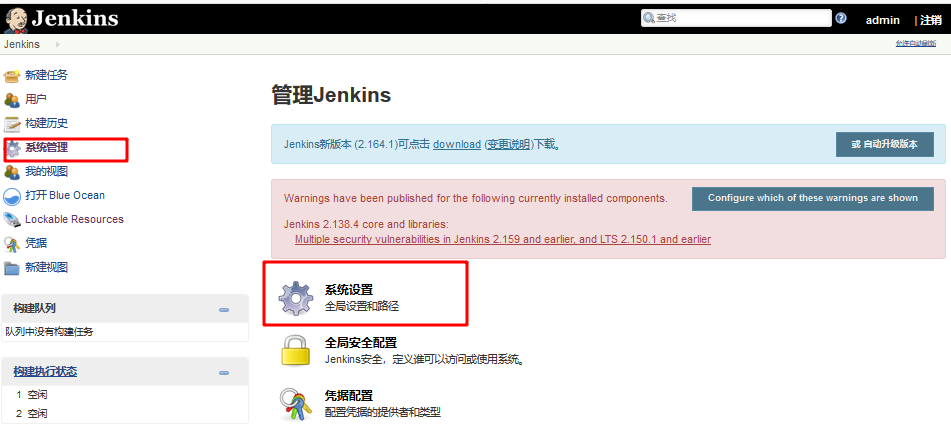 Jenkins
查找
admin
| 注销
Jenkins
允许自动刷新
新建任务
用户
构建历史
系统管理
我的视图
打开 Blue Ocean
Lockable Resources
凭据
新建视图
构建队列
队列中没有构建任务
构建执行状态
1 空闲
2 空闲
管理Jenkins
Jenkins新版本 (2.164.1)可点击 download (变更说明)下载。
或 自动升级版本
Warnings have been published for the following currently installed components.
Configure which of these warnings are shown
Jenkins 2.138.4 core and libraries:
Multiple security vulnerabilities in Jenkins 2.159 and earlier, and LTS 2.150.1 and earlier
系统设置
全局设置和路径
全局安全配置
Jenkins安全，定义谁可以访问或使用系统。
凭据配置
配置凭据的提供者和类型